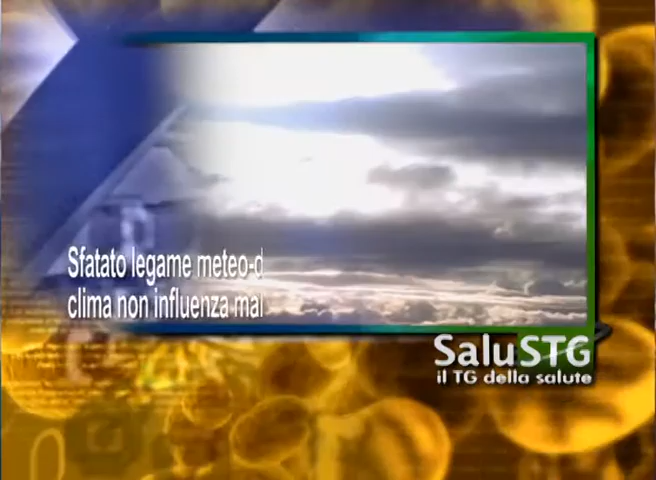 Sfatato legame meteo-d
clima non influenza mal
SaluSTG
il TG della salute